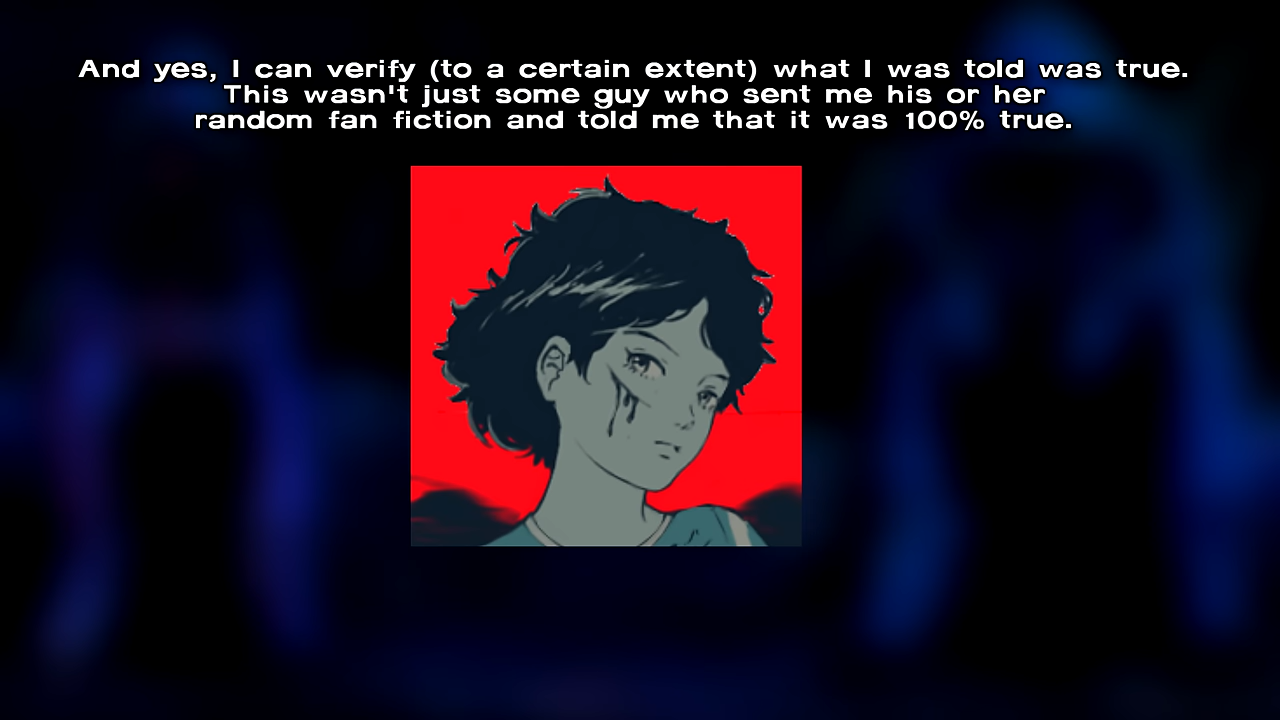 And yes, I can verify (to a certain extent) what I was told was true.
This wasn't just some guy who sent me his or her
random fan fiction and told me that it was 100% true.